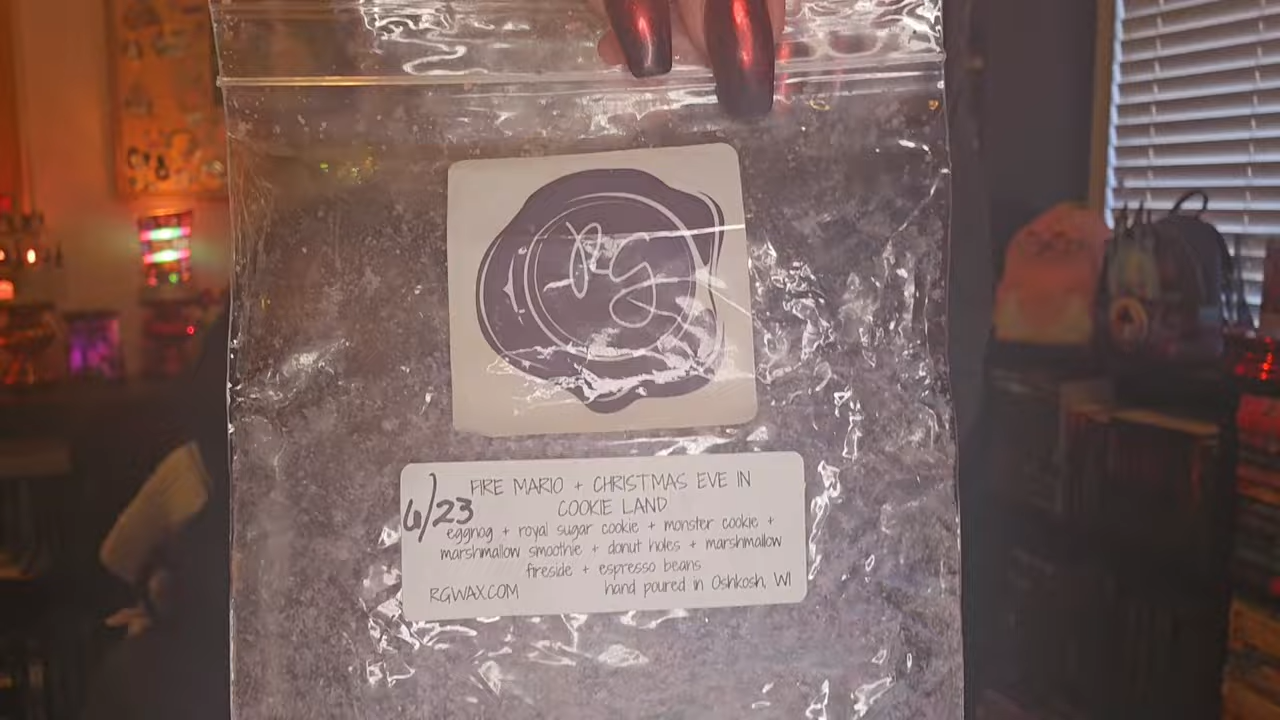 RG
FIRE MARIO + CHRISTMAS EVE IN
COOKIE LAND
6/23
eggnog + royal sugar cookie + monster cookie +
marshmallow smoothie + donut holes + marshmallow
fireside + espresso beans
RGWAX.COM hand poured in Oshkosh, WI